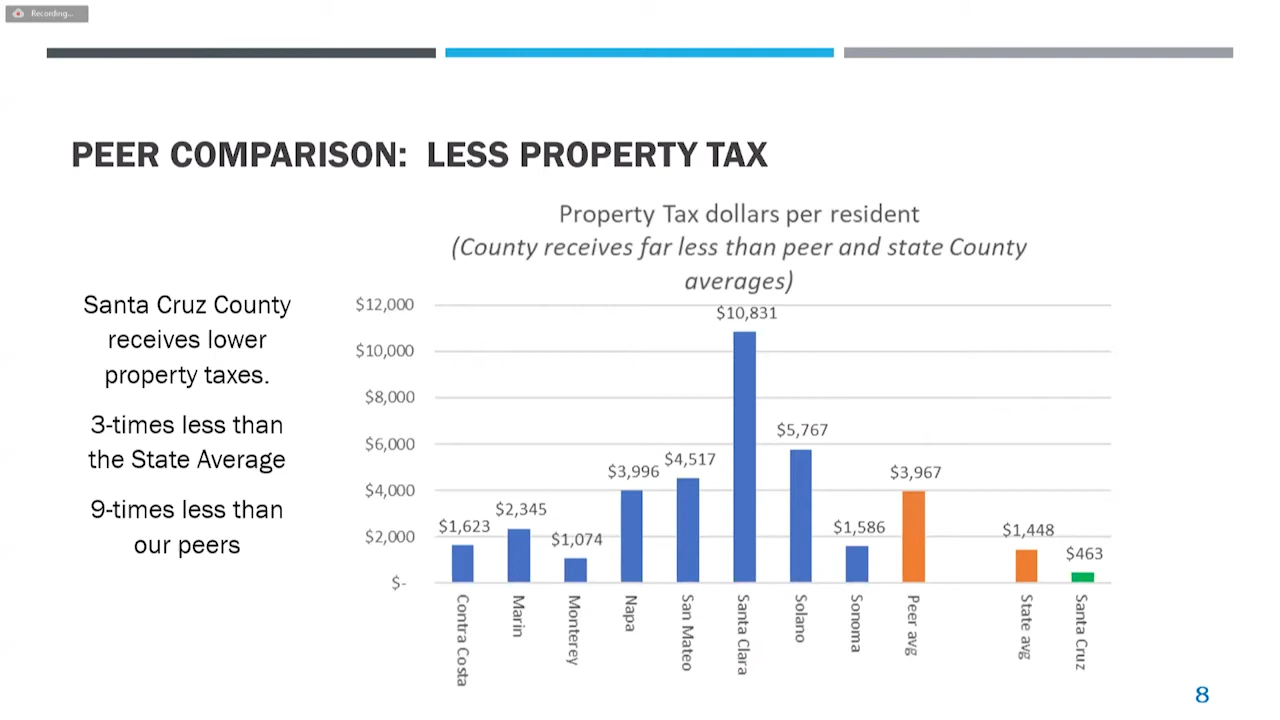 Recording...
PEER COMPARISON: LESS PROPERTY TAX
Property Tax dollars per resident
(County receives far less than peer and state County
averages)
Santa Cruz County
receives lower
property taxes.
3-times less than
the State Average
9-times less than
our peers
$12,000
$10,000
$8,000
$6,000
$4,000
$2,000
$-
$1,623
$2,345
$1,074
$3,996
$4,517
$10,831
$5,767
$1,586
$3,967
$1,448
$463
Contra Costa
Marin
Monterey
Napa
San Mateo
Santa Clara
Solano
Sonoma
Peer avg
State avg
Santa Cruz
8